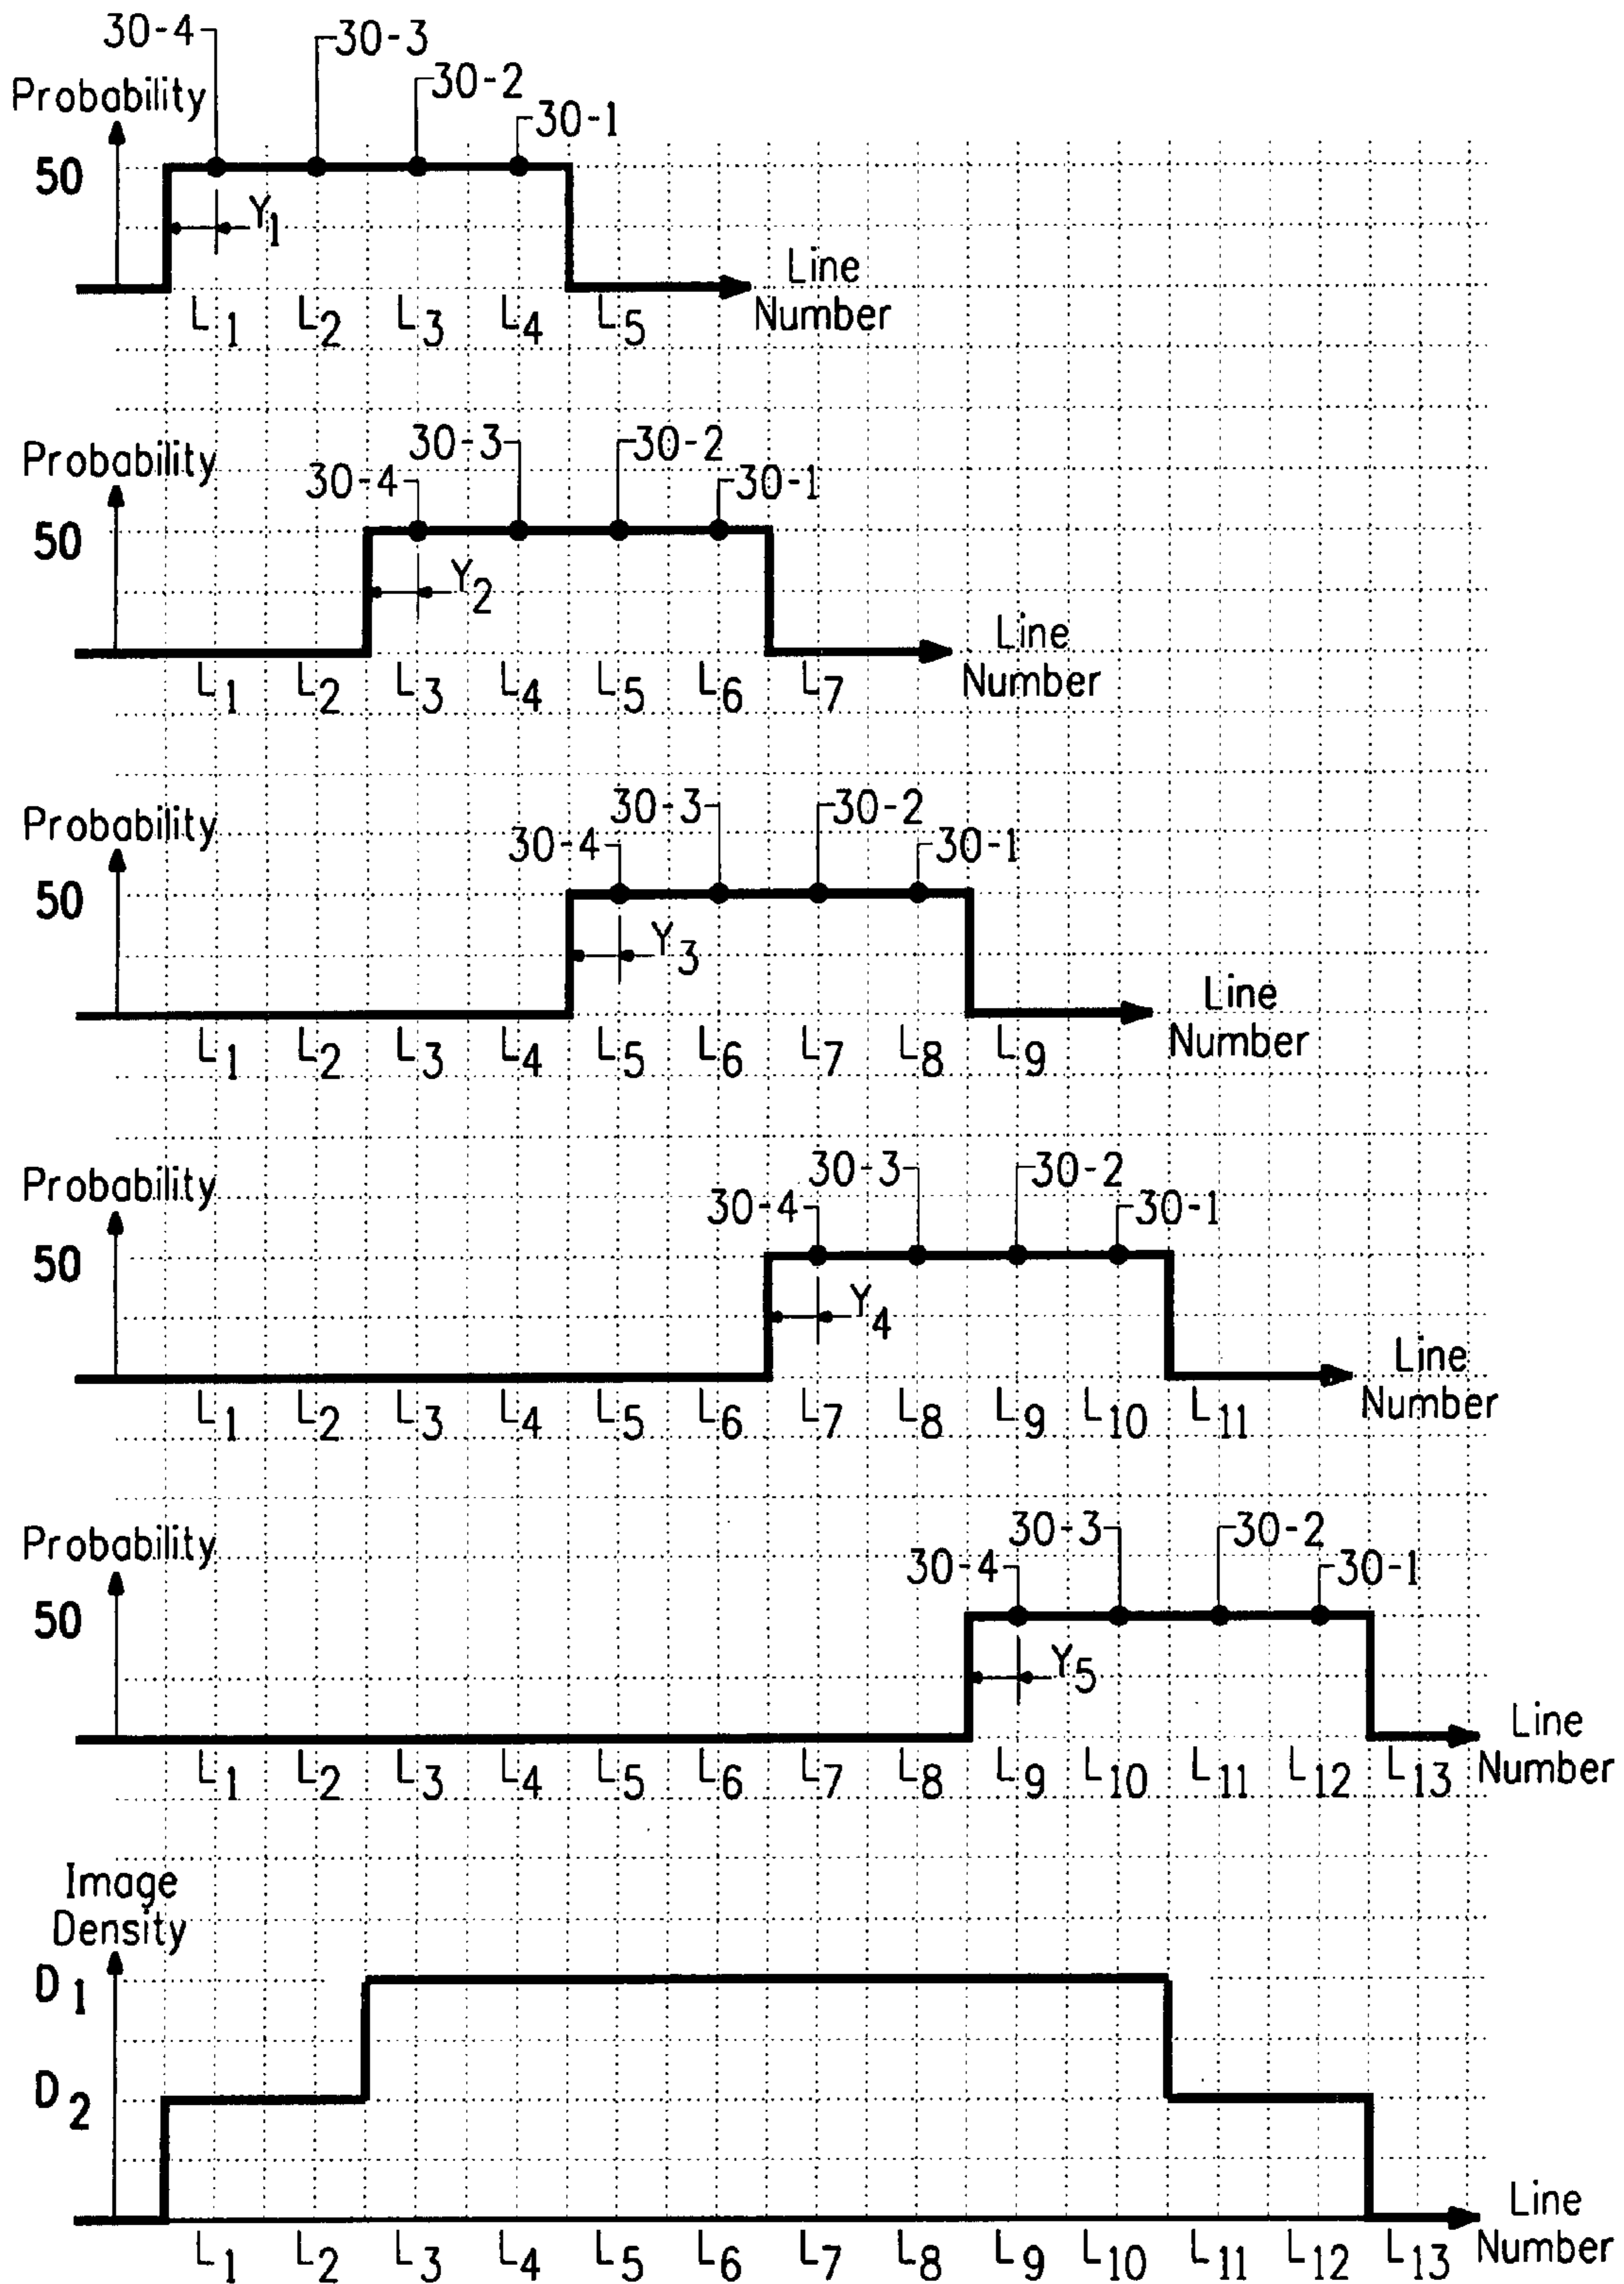 30-4
30-3
30-2
30-1
Probability
50
Y1
Line
Number
L1 L2 L3 L4 L5
30-3 30-2
Probability
30-4 30-1
50
Y2
Line
Number
L1 L2 L3 L4 L5 L6 L7
30-3 30-2
Probability
30-4 30-1
50
Y3
Line
Number
L1 L2 L3 L4 L5 L6 L7 L8 L9
30-3 30-2
Probability
30-4 30-1
50
Y4
Line
Number
L1 L2 L3 L4 L5 L6 L7 L8 L9 L10 L11
30-3 30-2
Probability
30-4 30-1
50
Y5
Line
Number
L1 L2 L3 L4 L5 L6 L7 L8 L9 L10 L11 L12 L13
Image
Density
D1
D2
Line
Number
L1 L2 L3 L4 L5 L6 L7 L8 L9 L10 L11 L12 L13